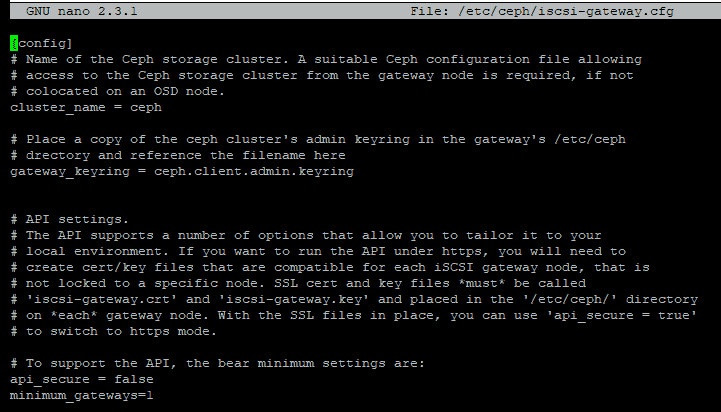 GNU nano 2.3.1 File: /etc/ceph/iscsi-gateway.cfg
[config]
# Name of the Ceph storage cluster. A suitable Ceph configuration file allowing
# access to the Ceph storage cluster from the gateway node is required, if not
# colocated on an OSD node.
cluster_name = ceph
# Place a copy of the ceph cluster's admin keyring in the gateway's /etc/ceph
# drectory and reference the filename here
gateway_keyring = ceph.client.admin.keyring
# API settings.
# The API supports a number of options that allow you to tailor it to your
# local environment. If you want to run the API under https, you will need to
# create cert/key files that are compatible for each iSCSI gateway node, that is
# not locked to a specific node. SSL cert and key files *must* be called
# 'iscsi-gateway.crt' and 'iscsi-gateway.key' and placed in the '/etc/ceph/' directory
# on *each* gateway node. With the SSL files in place, you can use 'api_secure = true'
# to switch to https mode.
# To support the API, the bear minimum settings are:
api_secure = false
minimum_gateways=1